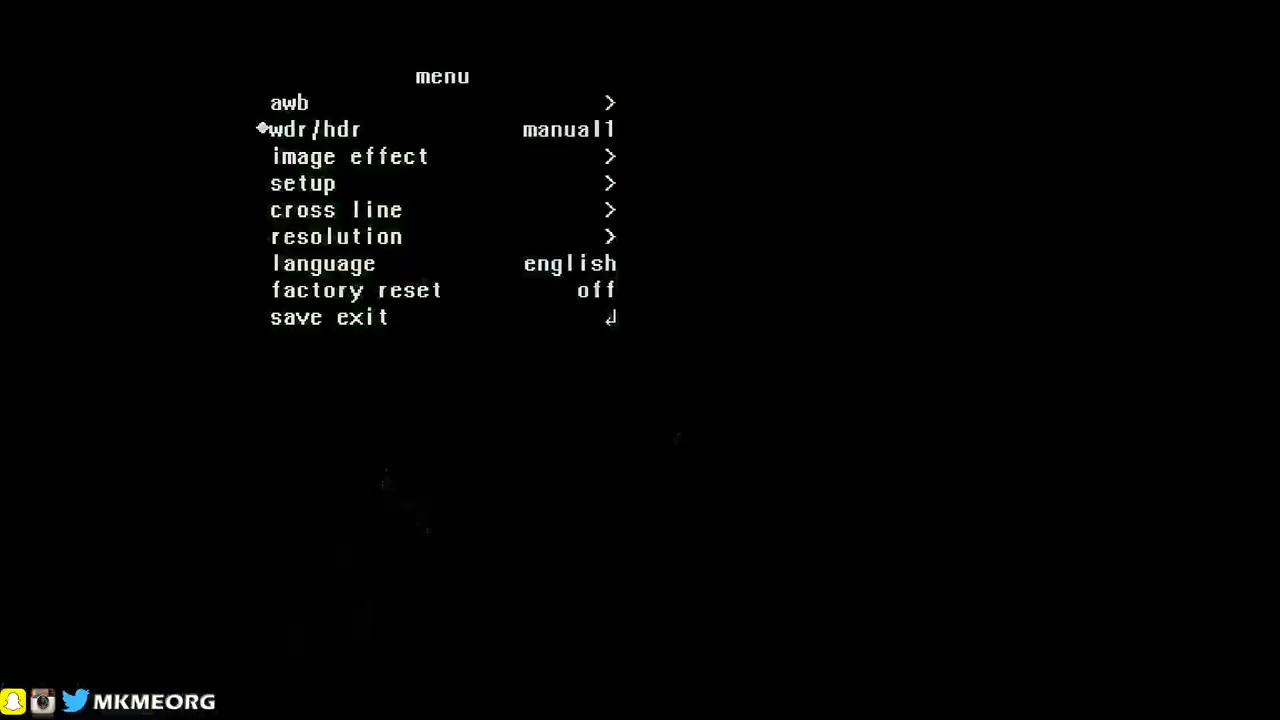 menu
awb >
wdr/hdr manual1
image effect >
setup >
cross line >
resolution >
language english
factory reset off
save exit ↲
MKMEORG